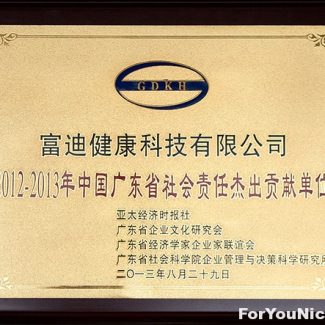 GDKH
富迪健康科技有限公司
2012-2013年中国广东省社会责任杰出贡献单位
亚太经济时报社
广东省企业文化研究会
广东省经济学家企业家联谊会
广东省社会科学院企业管理与决策科学研究所
二〇一三年八月二十九日
ForYouNic